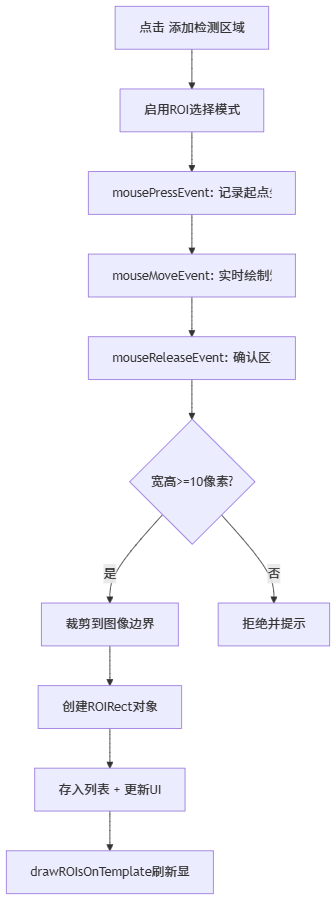 点击 添加检测区域
启用ROI选择模式
mousePressEvent: 记录起点
mouseMoveEvent: 实时绘制
mouseReleaseEvent: 确认区
宽高>=10像素?
是
否
裁剪到图像边界
拒绝并提示
创建ROIRect对象
存入列表 + 更新UI
drawROIsOnTemplate刷新显